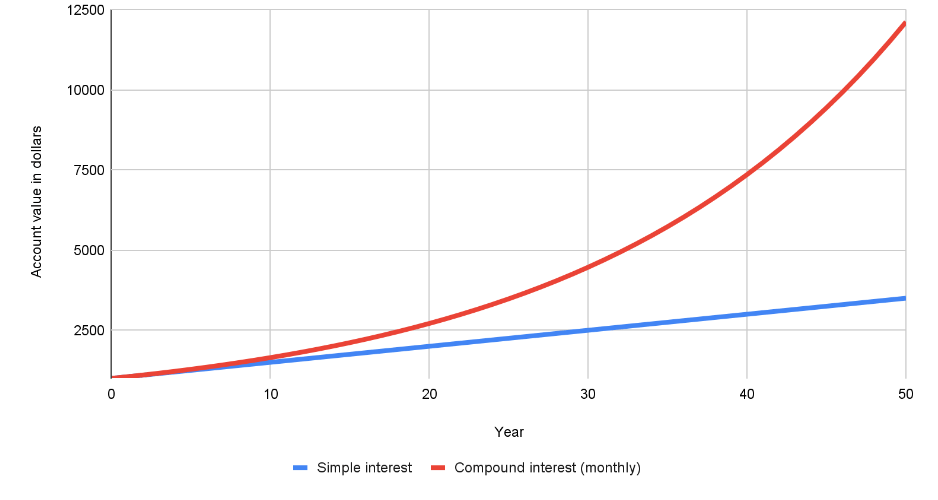 12500
10000
7500
5000
2500
Account value in dollars
0 10 20 30 40 50
Year
Simple interest Compound interest (monthly)